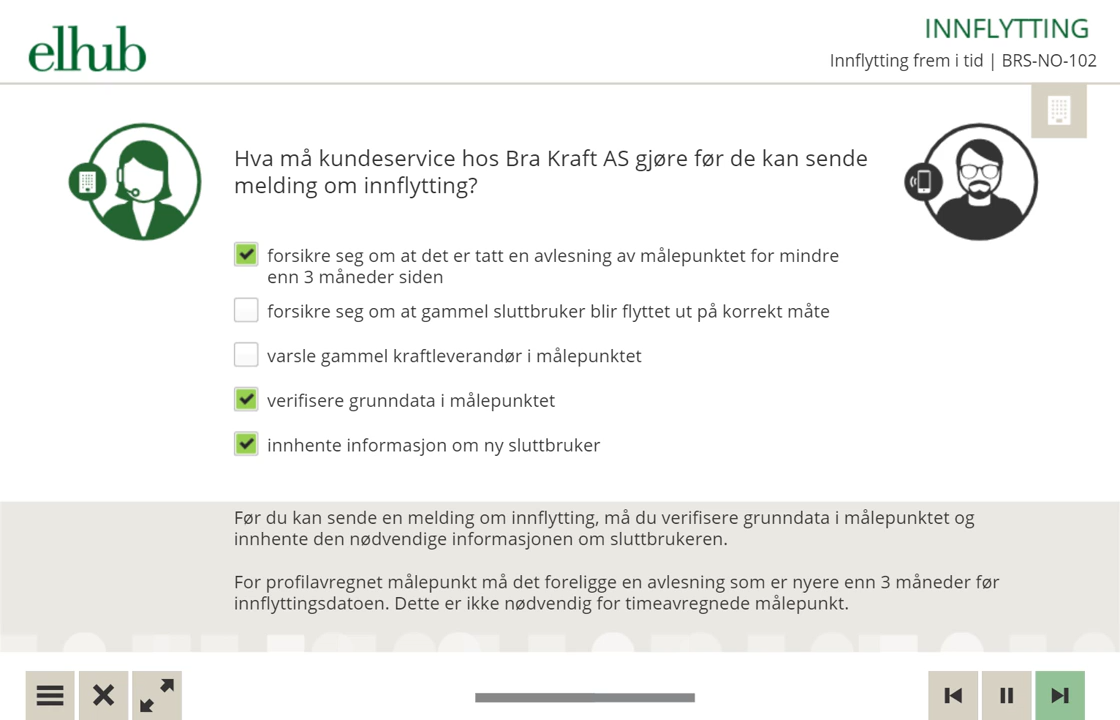 elhub
INNFLYTTING
Innflytting frem i tid | BRS-NO-102
Hva må kundeservice hos Bra Kraft AS gjøre før de kan sende
melding om innflytting?
forsikre seg om at det er tatt en avlesning av målepunktet for mindre
enn 3 måneder siden
forsikre seg om at gammel sluttbruker blir flyttet ut på korrekt måte
varsle gammel kraftleverandør i målepunktet
verifisere grunndata i målepunktet
innhente informasjon om ny sluttbruker
Før du kan sende en melding om innflytting, må du verifisere grunndata i målepunktet og
innhente den nødvendige informasjonen om sluttbrukeren.
For profilavregnet målepunkt må det foreligge en avlesning som er nyere enn 3 måneder før
innflyttingsdatoen. Dette er ikke nødvendig for timeavregnede målepunkt.